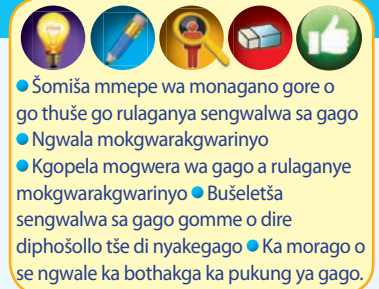 ● Šomiša mmepe wa monagano gore o
go thuše go rulaganya sengwalwa sa gago
● Ngwala mokgwarakgwarinyo
● Kgopela mogwera wa gago a rulaganye
mokgwarakgwarinyo ● Bušeletša
sengwalwa sa gago gomme o dire
diphošollo tše di nyakegago ● Ka morago o
se ngwale ka bothakga ka pukung ya gago.